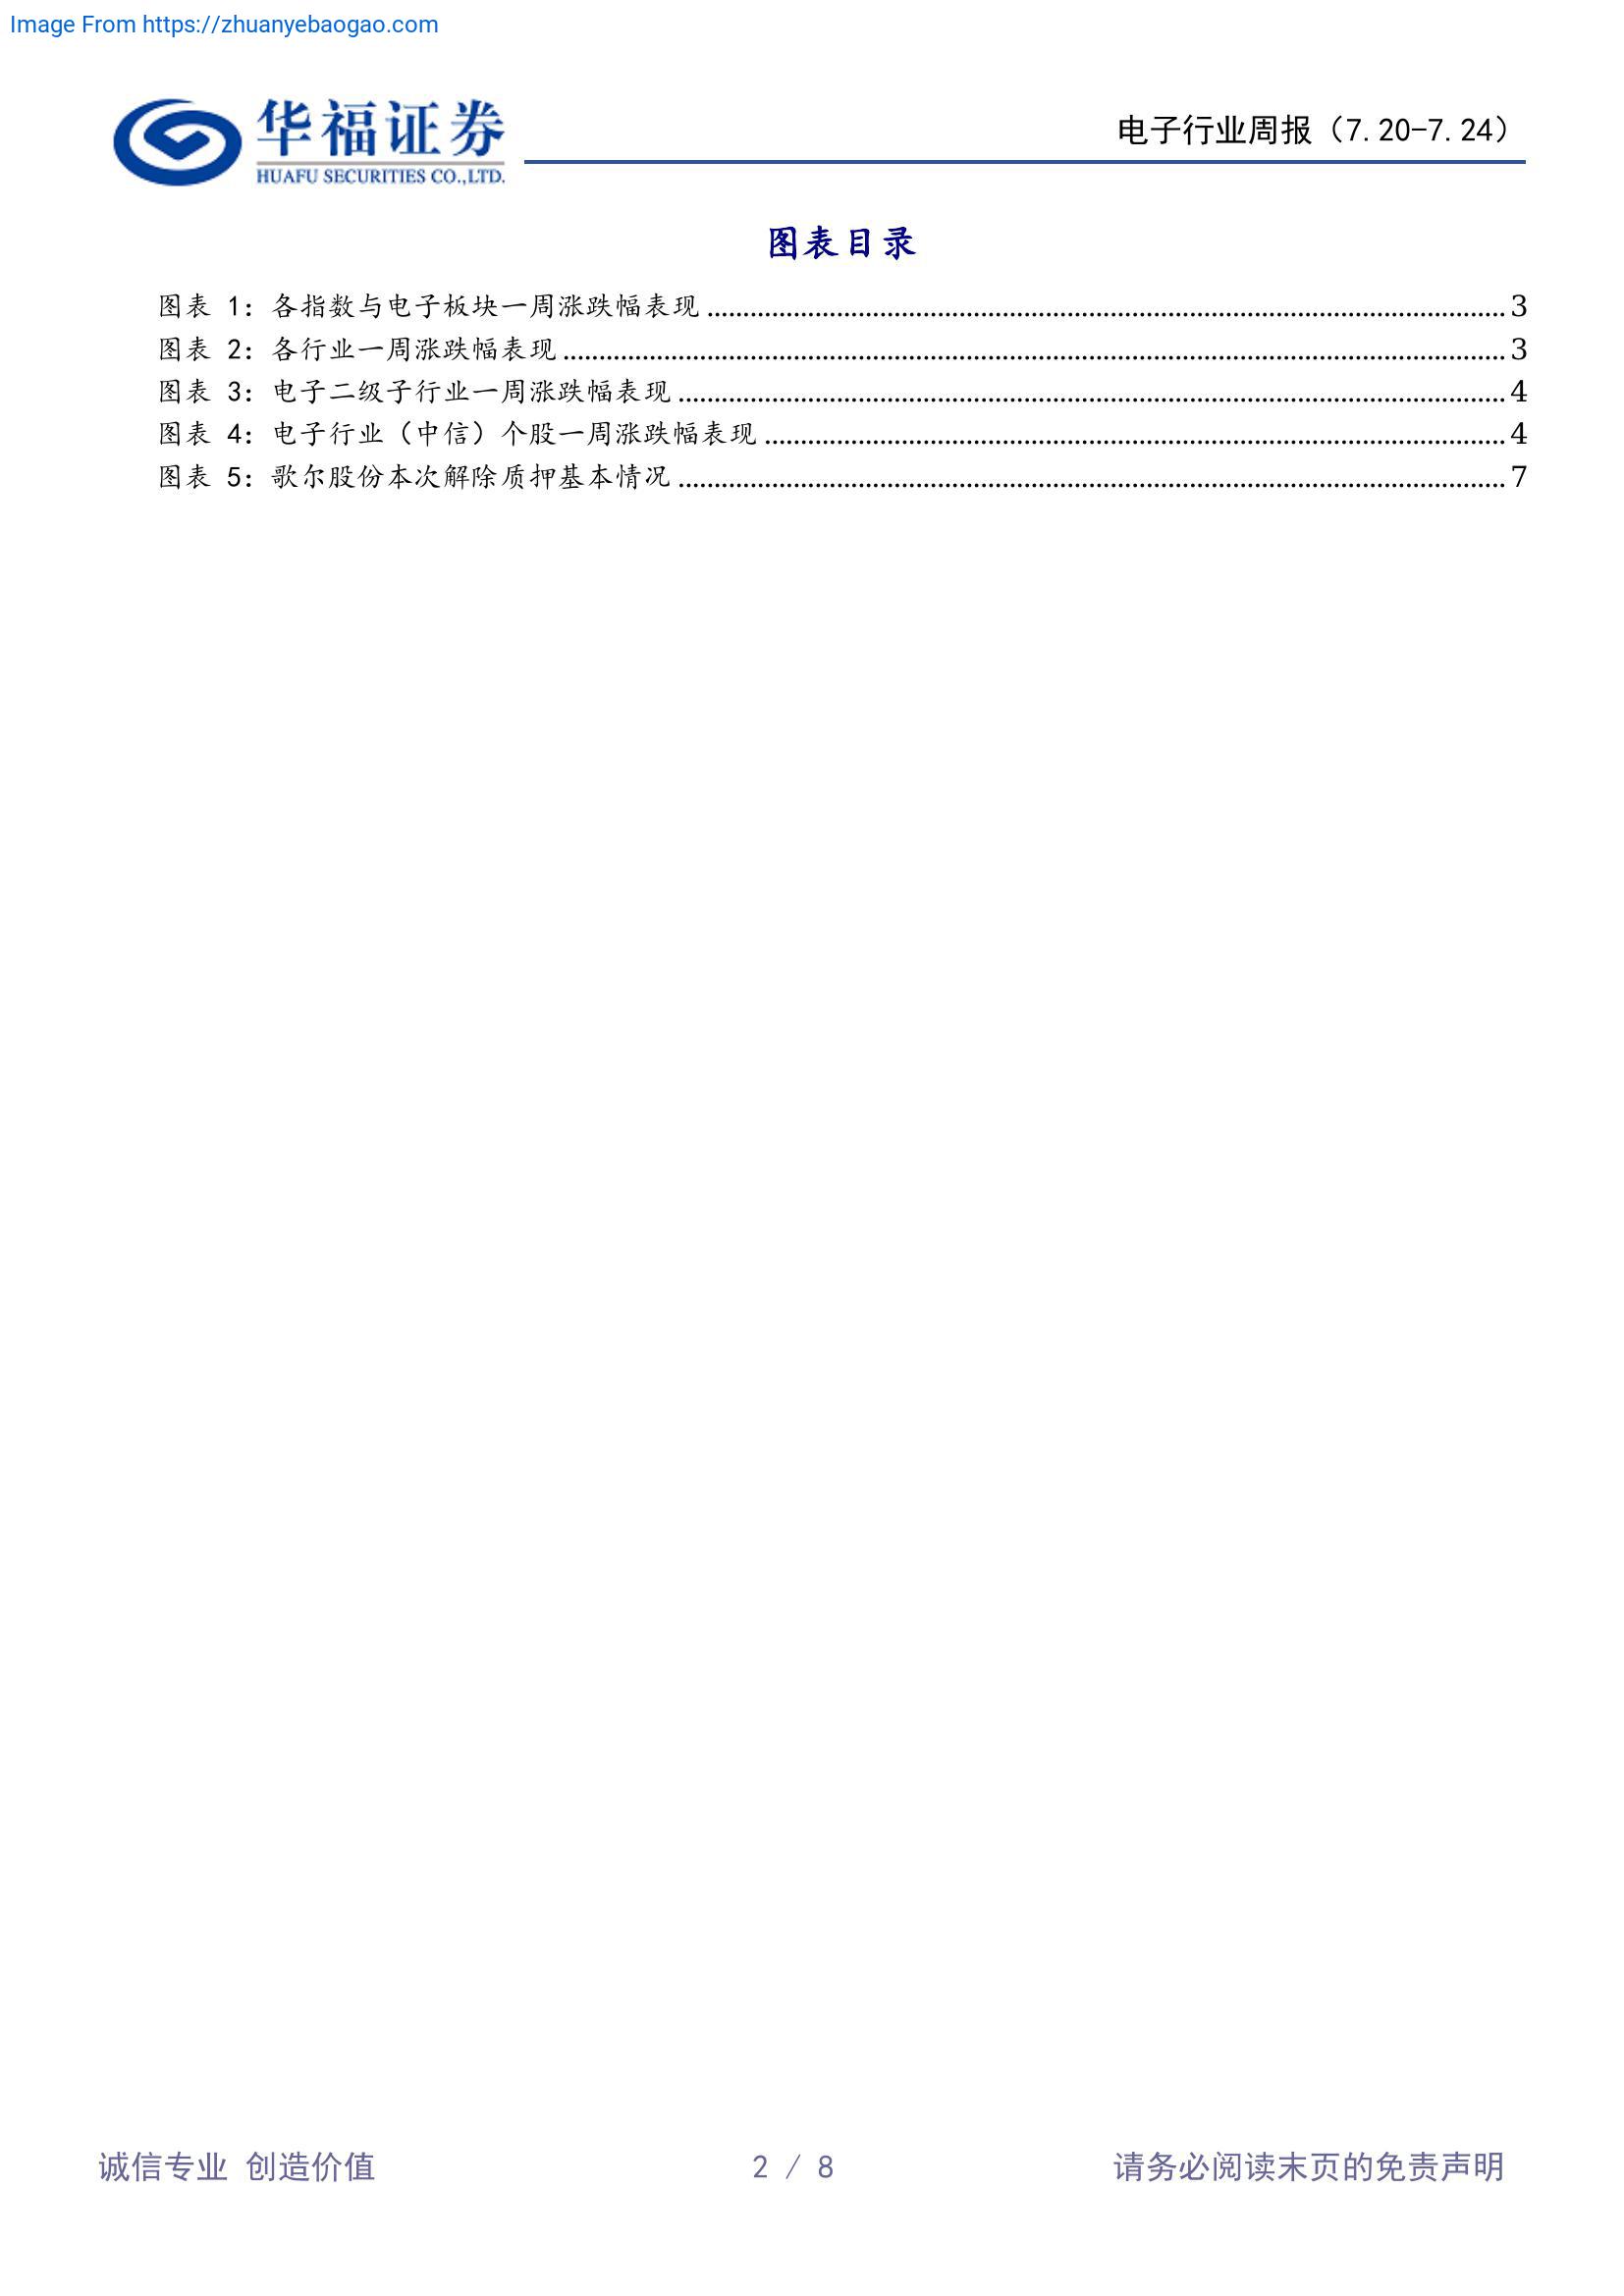 Image From https://zhuanyebaogao.com
华福证券
HUAFU SECURITIES CO.,LTD.
电子行业周报（7.20-7.24）
图表目录
图表 1：各指数与电子板块一周涨跌幅表现 3
图表 2：各行业一周涨跌幅表现 3
图表 3：电子二级子行业一周涨跌幅表现 4
图表 4：电子行业（中信）个股一周涨跌幅表现 4
图表 5：歌尔股份本次解除质押基本情况 7
诚信专业 创造价值 2 / 8 请务必阅读末页的免责声明